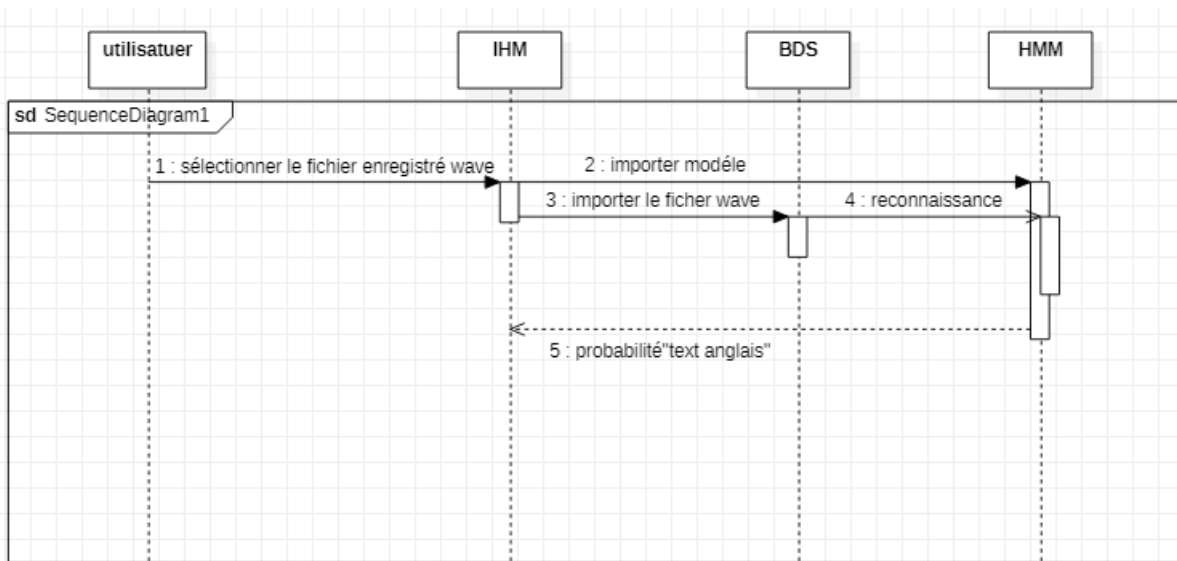 utilisatuer
IHM
BDS
HMM
sd SequenceDiagram1
1 : sélectionner le fichier enregistré wave
2 : importer modéle
3 : importer le ficher wave
4 : reconnaissance
5 : probabilité"text anglais"